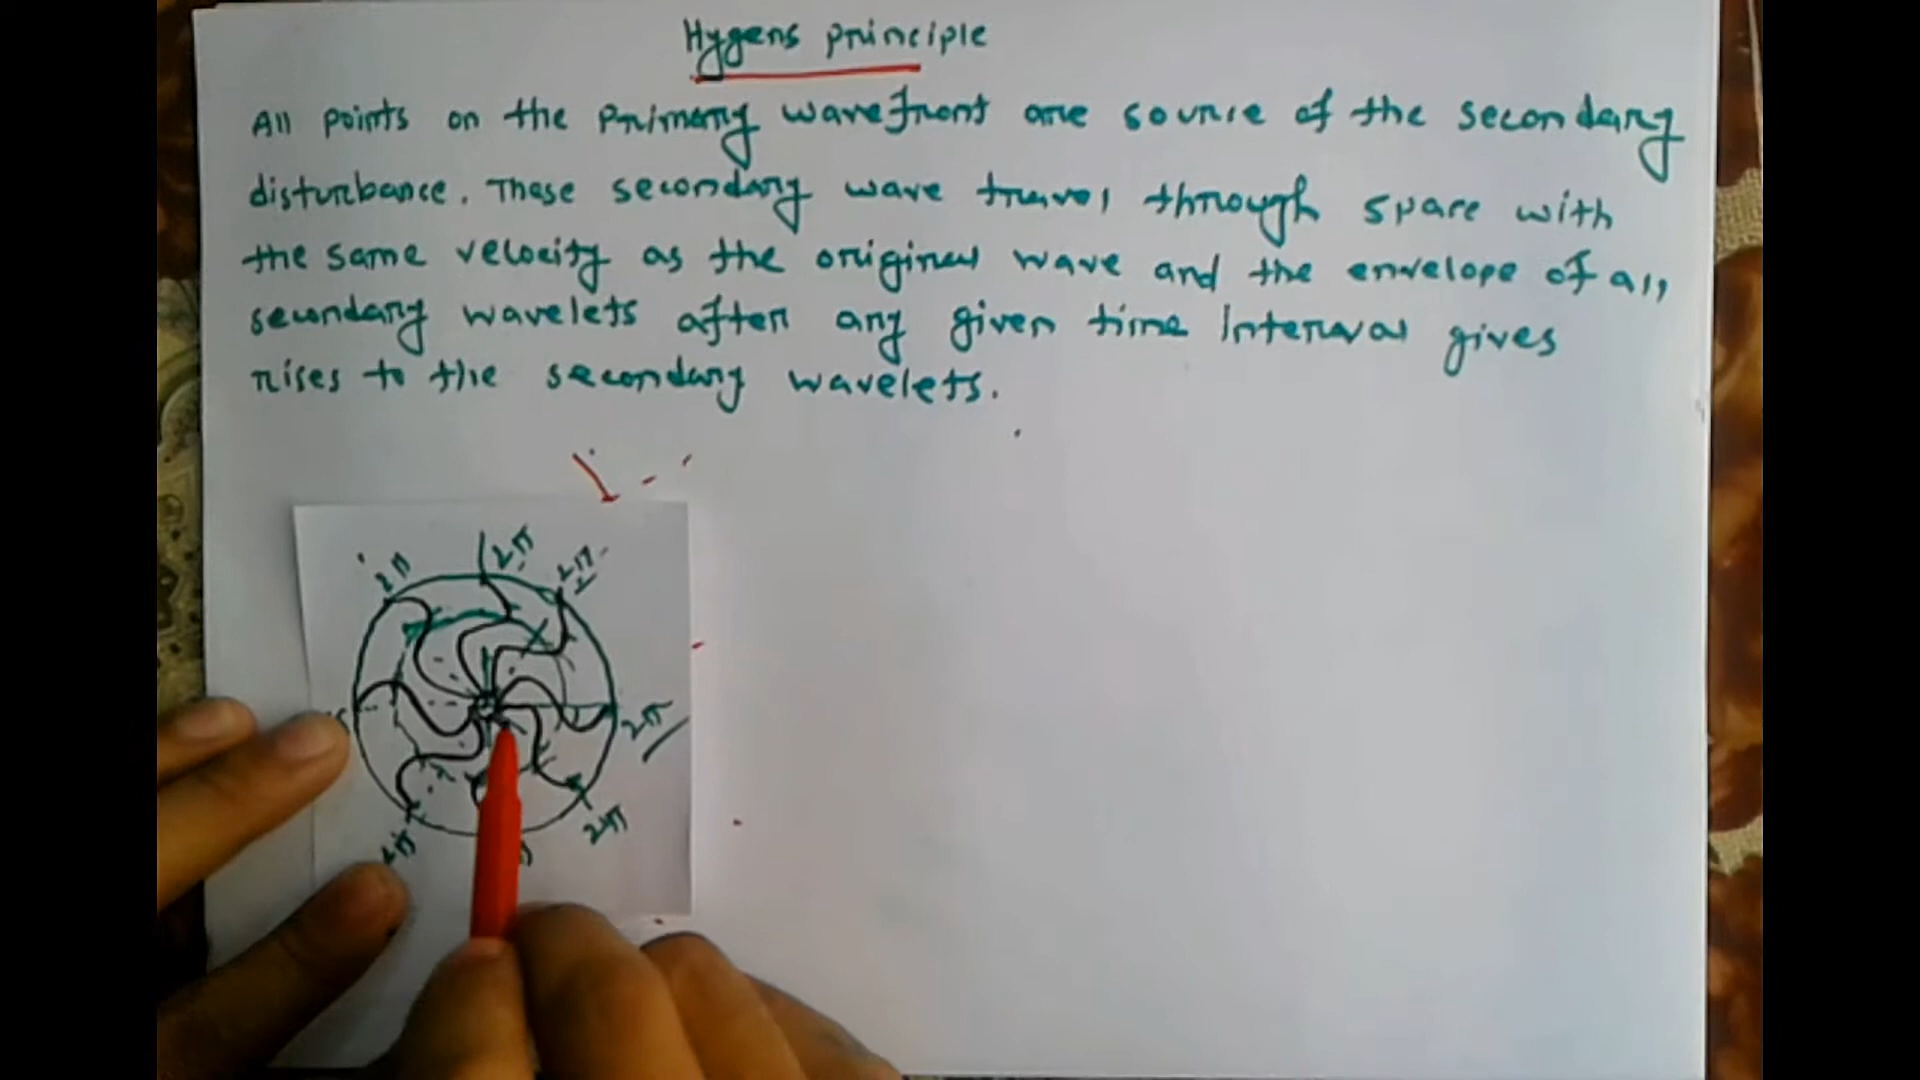 Hygens principle
All points on the Primary wavefront are source of the secondary
disturbance. These secondary wave travel through space with
the same velocity as the original wave and the envelope of all
secondary wavelets after any given time interval gives
rises to the secondary wavelets.
2π 2π 2π
2π
2π 2π